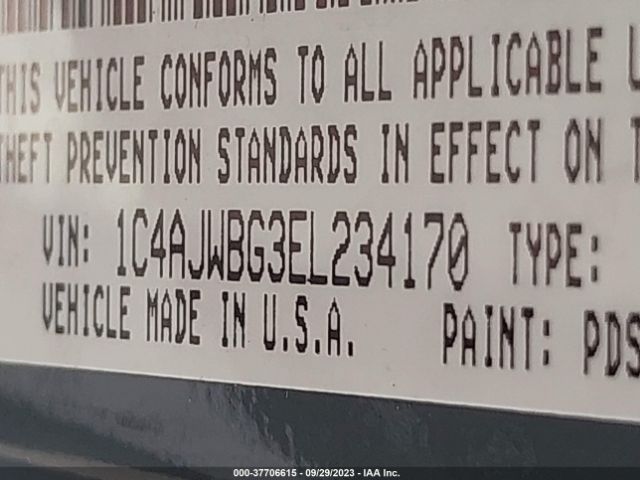 THIS VEHICLE CONFORMS TO ALL APPLICABLE
THEFT PREVENTION STANDARDS IN EFFECT ON
VIN: 1C4AJWBG3EL234170 TYPE:
VEHICLE MADE IN U.S.A. PAINT: PDS
000-37706615 - 09/29/2023 - IAA Inc.